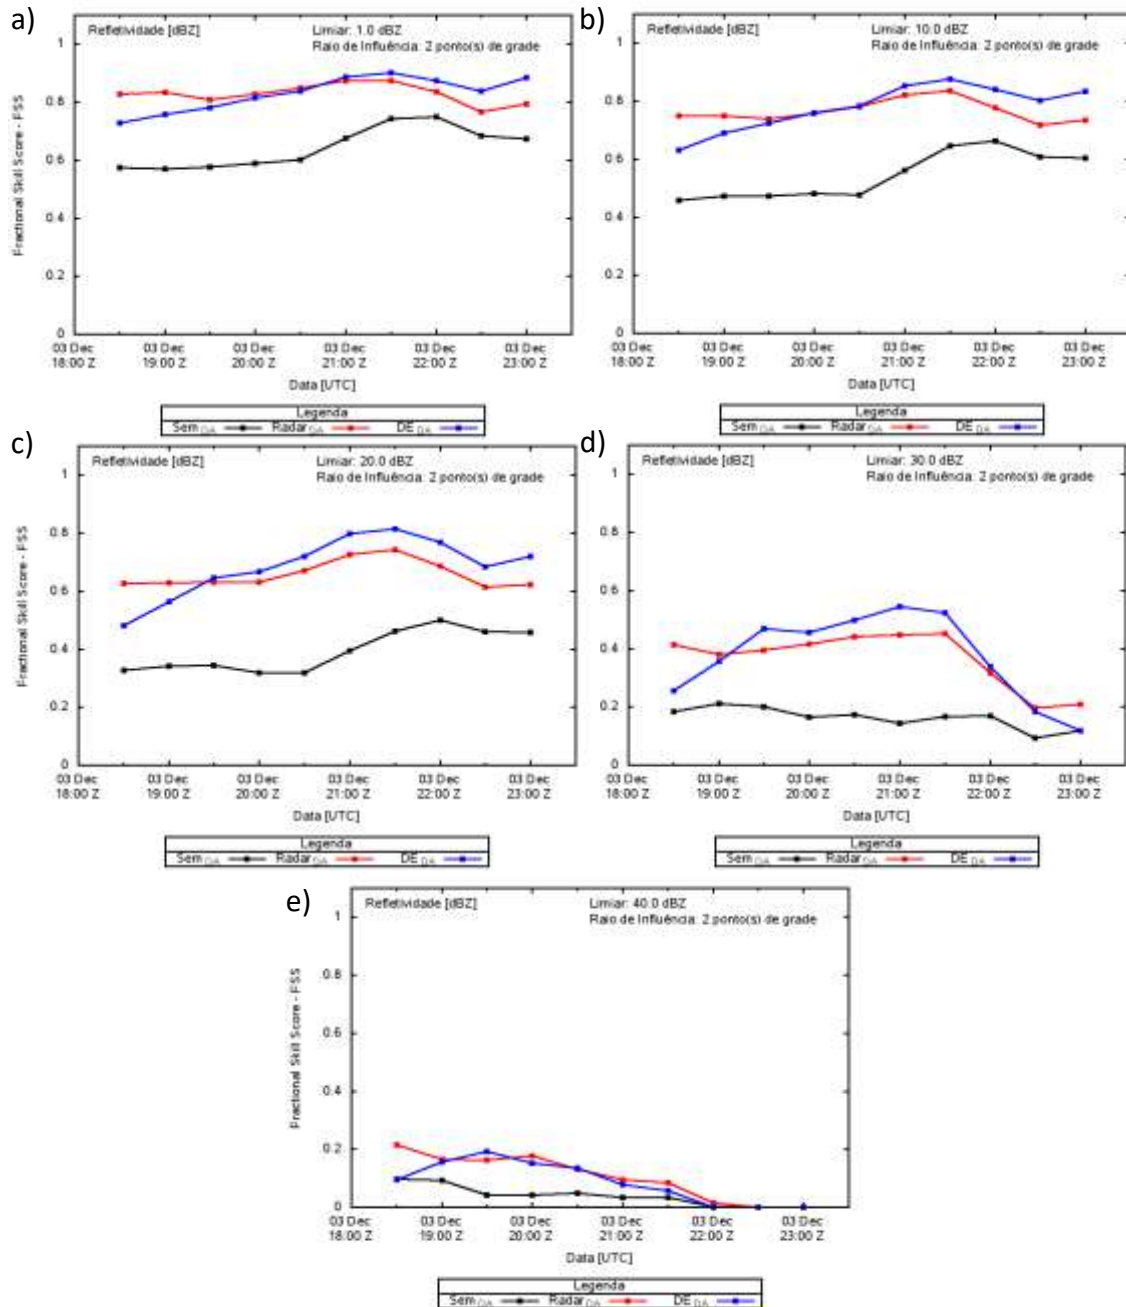 a)
Refletividade [dBZ]
Limiar: 1.0 dBZ
Raio de Influência: 2 ponto(s) de grade
Fractional Skill Score - FSS
1
0.8
0.6
0.4
0.2
0
03 Dec 18:00 Z
03 Dec 19:00 Z
03 Dec 20:00 Z
03 Dec 21:00 Z
03 Dec 22:00 Z
03 Dec 23:00 Z
Data [UTC]
Legenda
Sem DA Radar DA DE DA
b)
Refletividade [dBZ]
Limiar: 10.0 dBZ
Raio de Influência: 2 ponto(s) de grade
1
0.8
0.6
0.4
0.2
0
03 Dec 18:00 Z
03 Dec 19:00 Z
03 Dec 20:00 Z
03 Dec 21:00 Z
03 Dec 22:00 Z
03 Dec 23:00 Z
Data [UTC]
Legenda
Sem DA Radar DA DE DA
c)
Refletividade [dBZ]
Limiar: 20.0 dBZ
Raio de Influência: 2 ponto(s) de grade
Fractional Skill Score - FSS
1
0.8
0.6
0.4
0.2
0
03 Dec 18:00 Z
03 Dec 19:00 Z
03 Dec 20:00 Z
03 Dec 21:00 Z
03 Dec 22:00 Z
03 Dec 23:00 Z
Data [UTC]
Legenda
Sem DA Radar DA DE DA
d)
Refletividade [dBZ]
Limiar: 30.0 dBZ
Raio de Influência: 2 ponto(s) de grade
1
0.8
0.6
0.4
0.2
0
03 Dec 18:00 Z
03 Dec 19:00 Z
03 Dec 20:00 Z
03 Dec 21:00 Z
03 Dec 22:00 Z
03 Dec 23:00 Z
Data [UTC]
Legenda
Sem DA Radar DA DE DA
e)
Refletividade [dBZ]
Limiar: 40.0 dBZ
Raio de Influência: 2 ponto(s) de grade
Fractional Skill Score - FSS
1
0.8
0.6
0.4
0.2
0
03 Dec 18:00 Z
03 Dec 19:00 Z
03 Dec 20:00 Z
03 Dec 21:00 Z
03 Dec 22:00 Z
03 Dec 23:00 Z
Data [UTC]
Legenda
Sem DA Radar DA DE DA